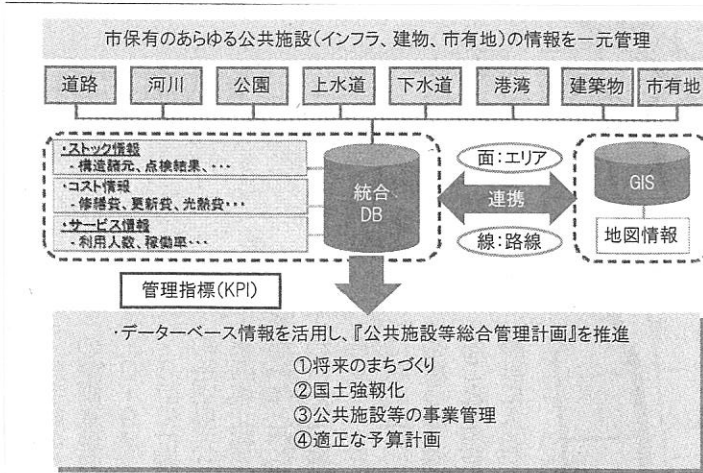 市保有のあらゆる公共施設(インフラ、建物、市有地)の情報を一元管理
道路 河川 公園 上水道 下水道 港湾 建築物 市有地
・ストック情報
- 構造諸元、点検結果、・・・
・コスト情報
- 修繕費、更新費、光熱費・・・
・サービス情報
- 利用人数、稼働率・・・
統合
DB
面：エリア
連携
線：路線
GIS
地図情報
管理指標(KPI)
・データーベース情報を活用し、『公共施設等総合管理計画』を推進
①将来のまちづくり
②国土強靱化
③公共施設等の事業管理
④適正な予算計画